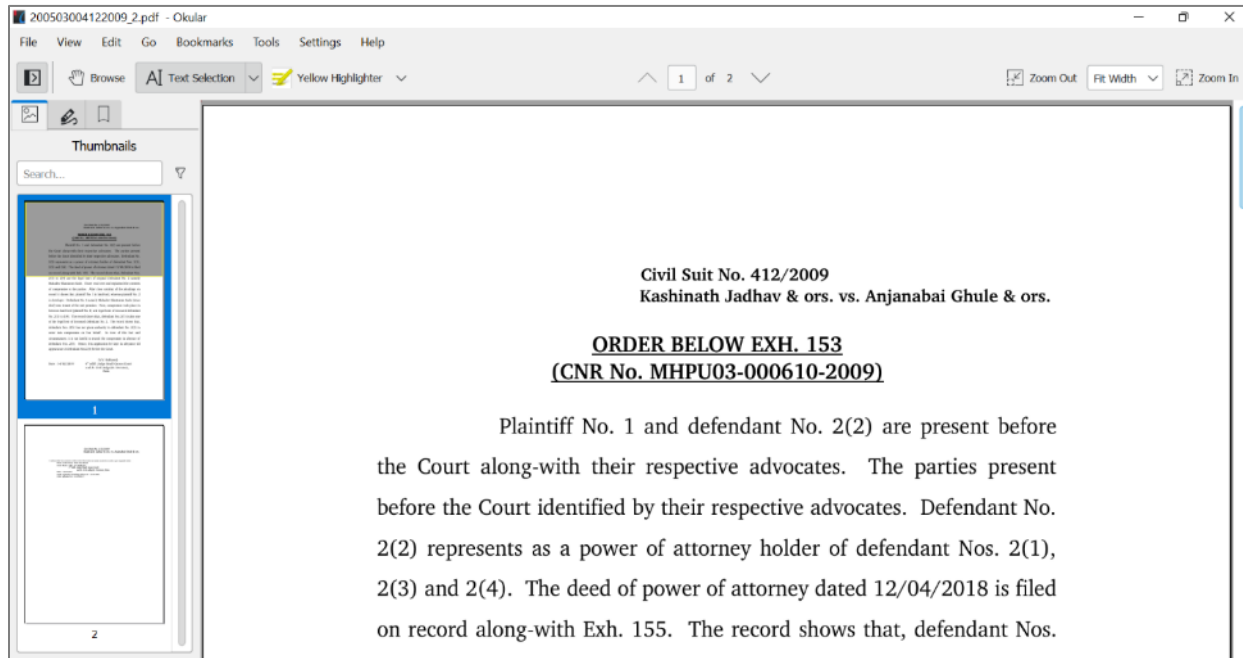 200503004122009_2.pdf - Okular
File View Edit Go Bookmarks Tools Settings Help
Browse Text Selection Yellow Highlighter 1 of 2 Zoom Out Fit Width Zoom In
Thumbnails
Search...
1
2
Civil Suit No. 412/2009
Kashinath Jadhav & ors. vs. Anjanabai Ghule & ors.
ORDER BELOW EXH. 153
(CNR No. MHPU03-000610-2009)
Plaintiff No. 1 and defendant No. 2(2) are present before
the Court along-with their respective advocates. The parties present
before the Court identified by their respective advocates. Defendant No.
2(2) represents as a power of attorney holder of defendant Nos. 2(1),
2(3) and 2(4). The deed of power of attorney dated 12/04/2018 is filed
on record along-with Exh. 155. The record shows that, defendant Nos.